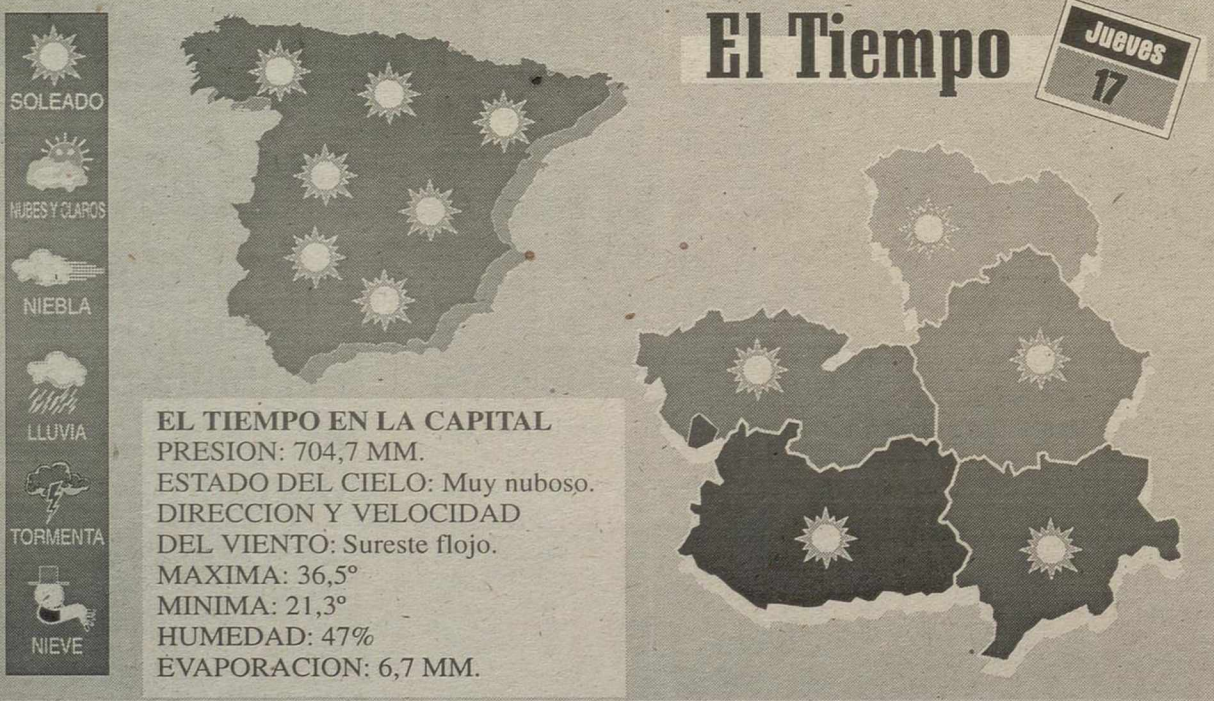 El Tiempo
Jueves
17
SOLEADO
NUBES Y CLAROS
NIEBLA
LLUVIA
TORMENTA
NIEVE
EL TIEMPO EN LA CAPITAL
PRESION: 704,7 MM.
ESTADO DEL CIELO: Muy nuboso.
DIRECCION Y VELOCIDAD
DEL VIENTO: Sureste flojo.
MAXIMA: 36,5º
MINIMA: 21,3º
HUMEDAD: 47%
EVAPORACION: 6,7 MM.